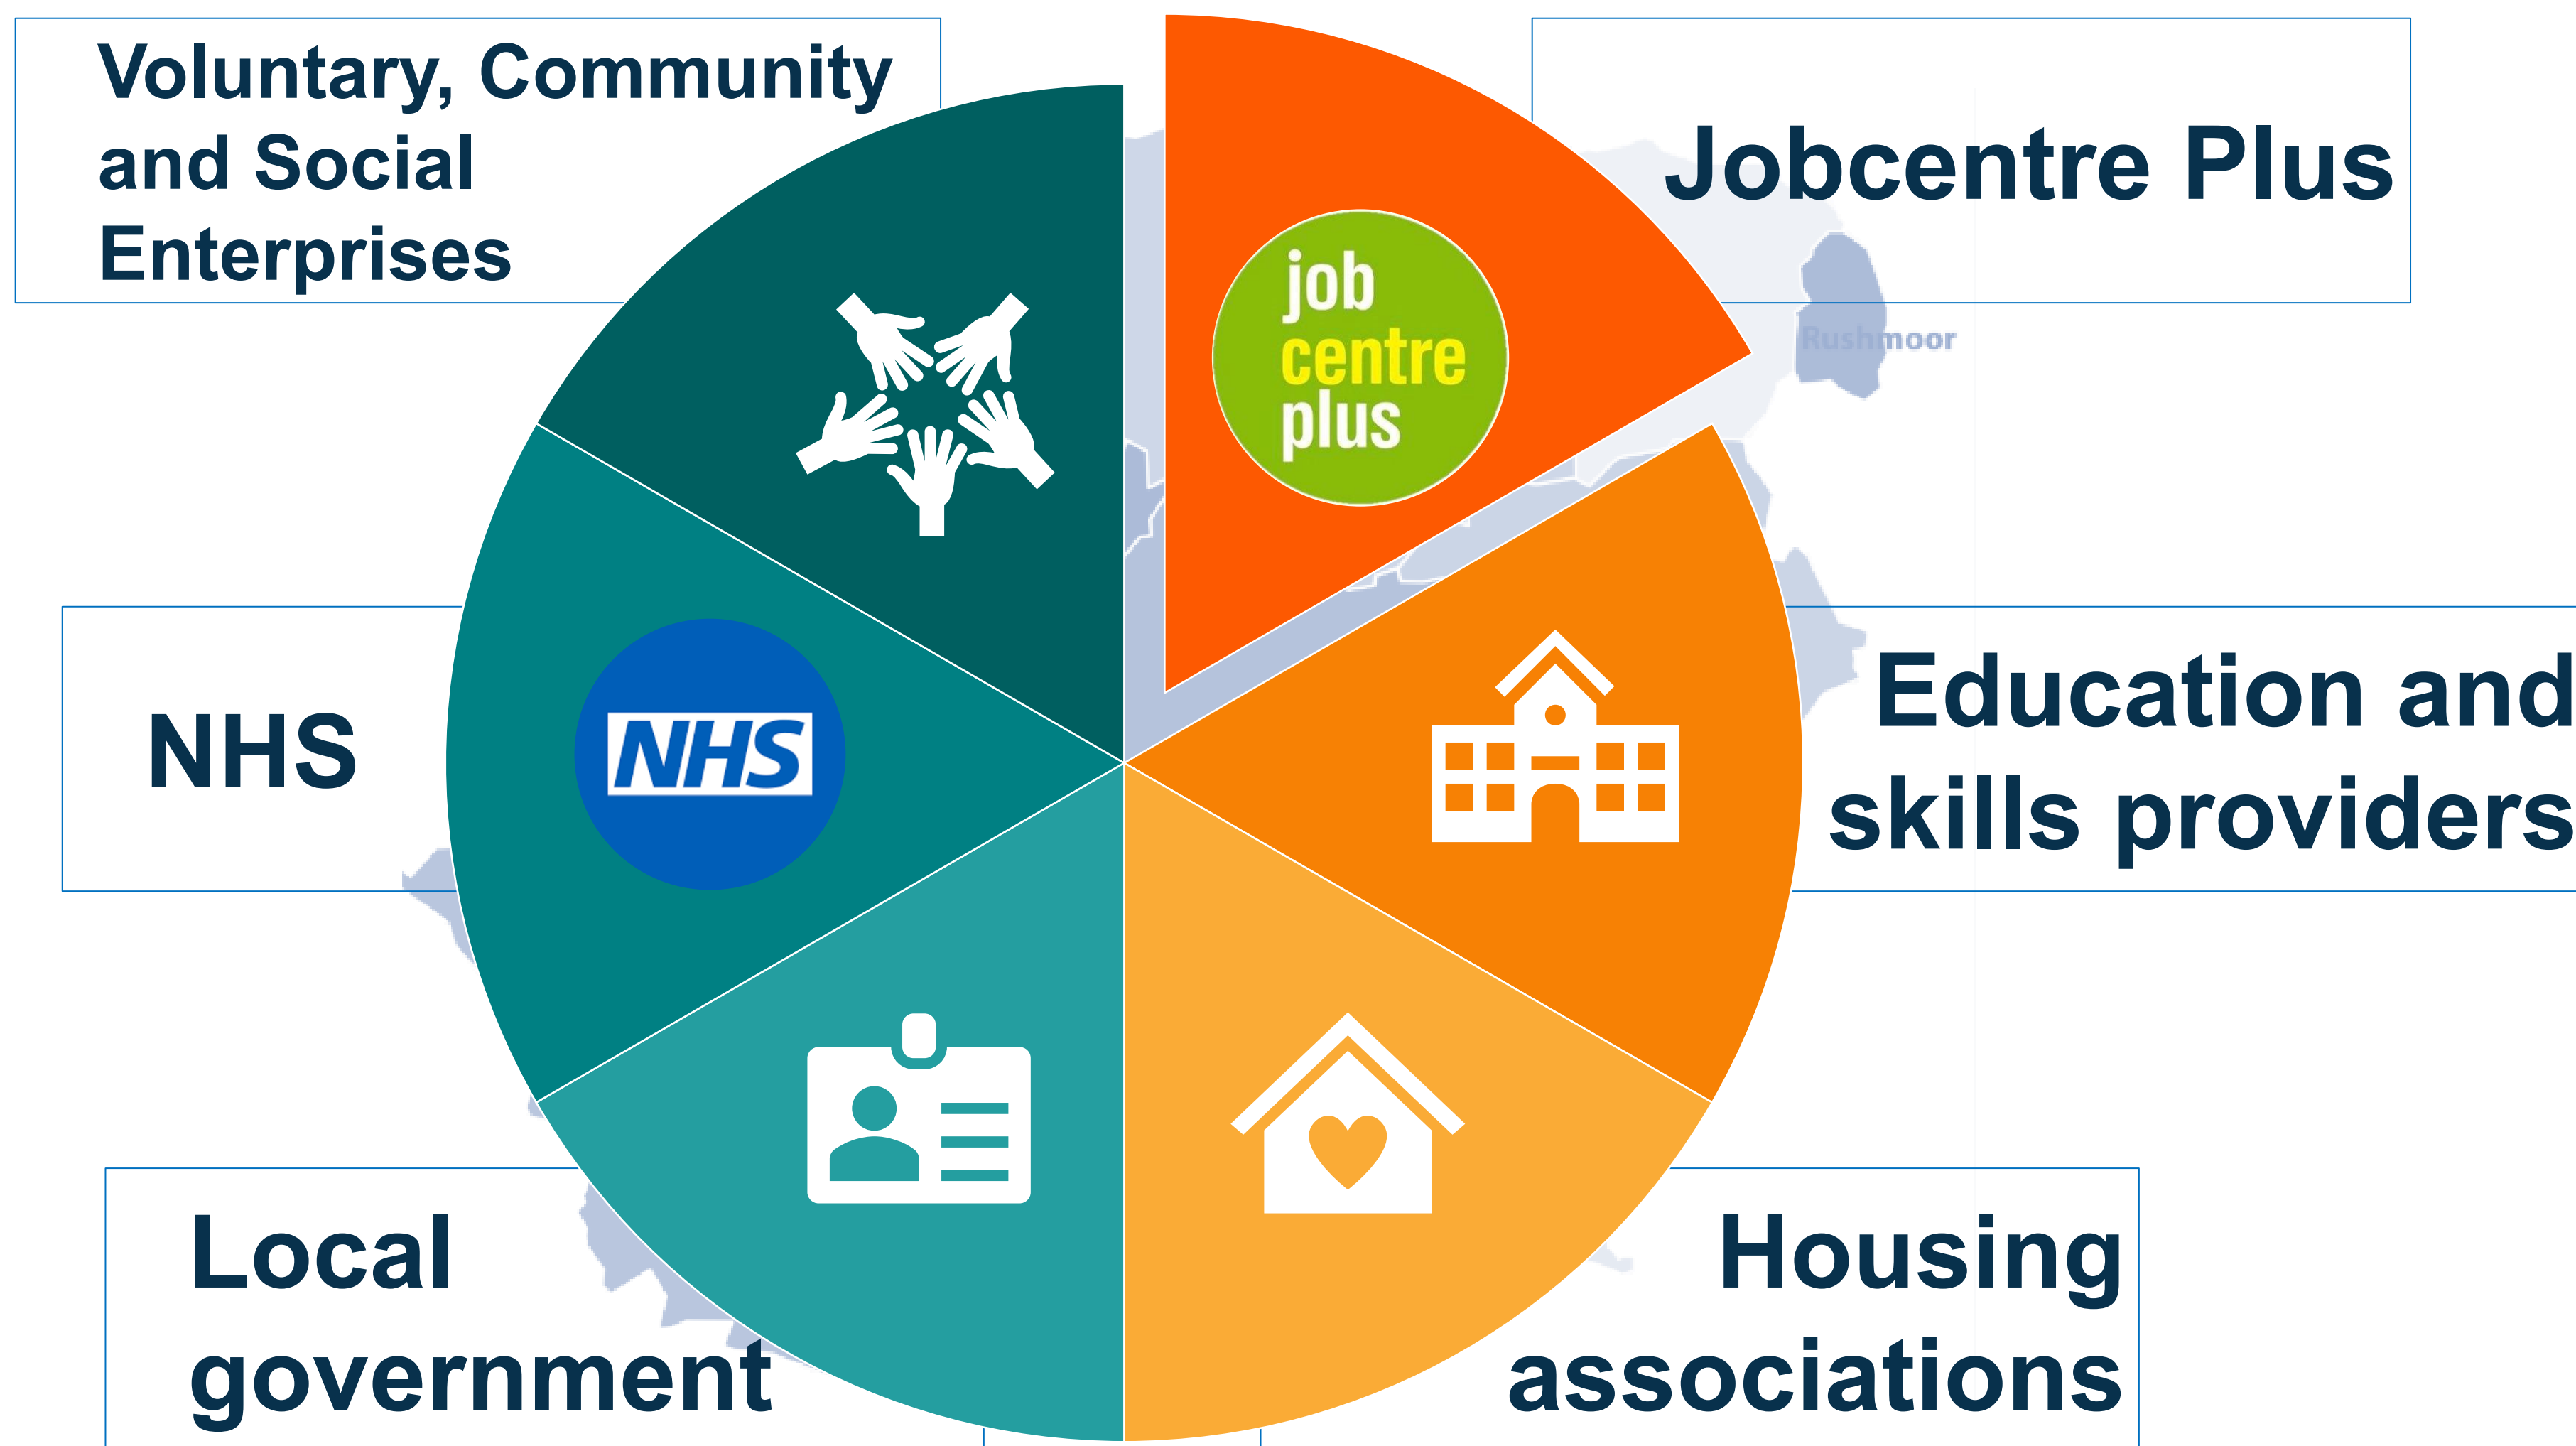 Voluntary, Community
and Social
Enterprises
Jobcentre Plus
job
centre
plus
Rushmoor
NHS
NHS
Education and
skills providers
Local
government
Housing
associations